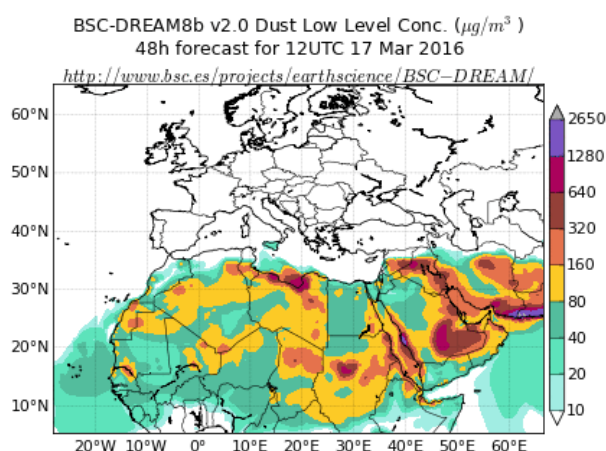 BSC-DREAM8b v2.0 Dust Low Level Conc. (μg/m³ )
48h forecast for 12UTC 17 Mar 2016
http://www.bsc.es/projects/earthscience/BSC−DREAM/
60°N
50°N
40°N
30°N
20°N
10°N
20°W 10°W 0° 10°E 20°E 30°E 40°E 50°E 60°E
2650
1280
640
320
160
80
40
20
10